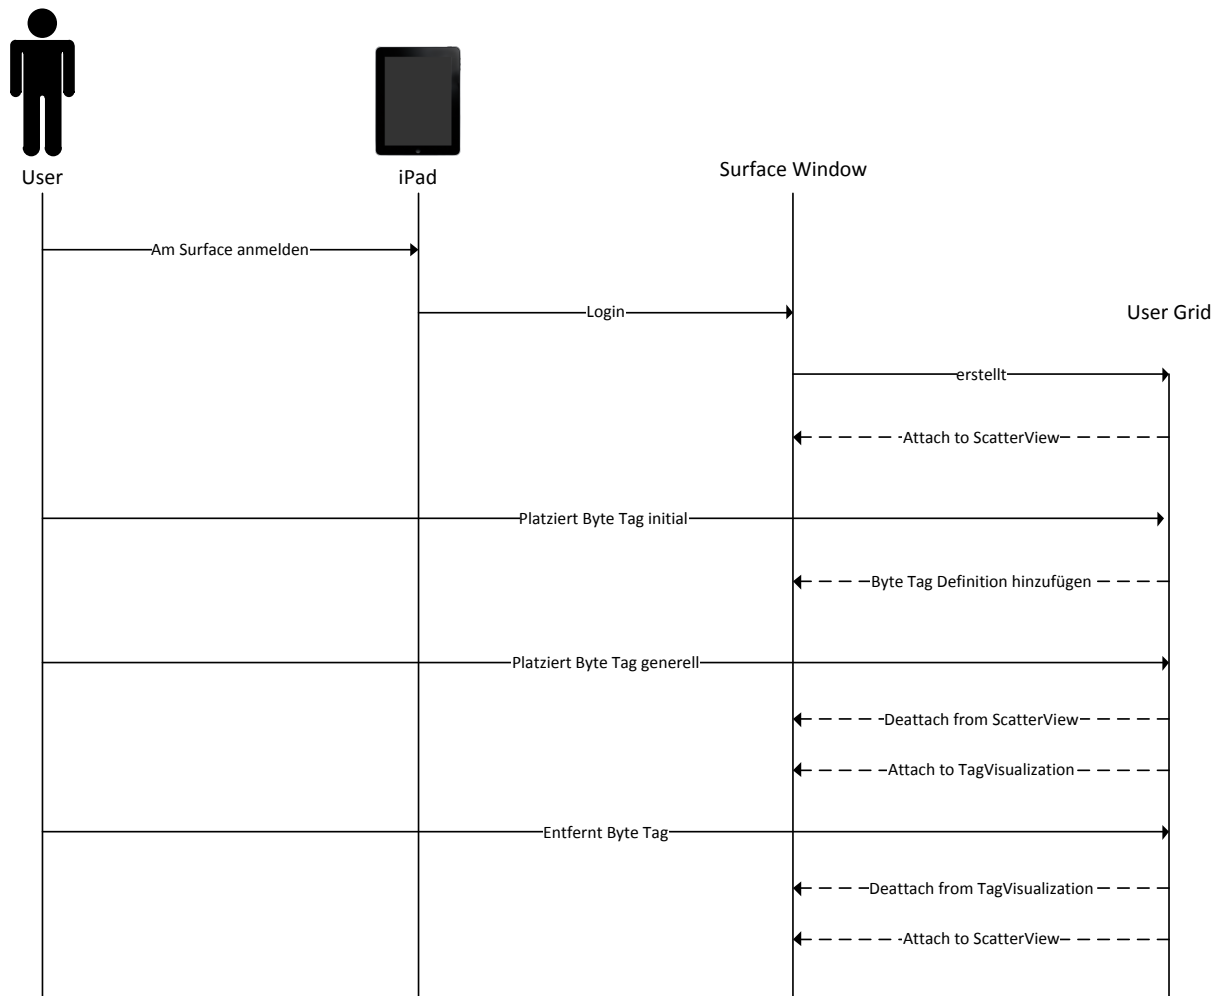 User
iPad
Surface Window
Am Surface anmelden
Login
User Grid
erstellt
Attach to ScatterView
Platziert Byte Tag initial
Byte Tag Definition hinzufügen
Platziert Byte Tag generell
Deattach from ScatterView
Attach to TagVisualization
Entfernt Byte Tag
Deattach from TagVisualization
Attach to ScatterView